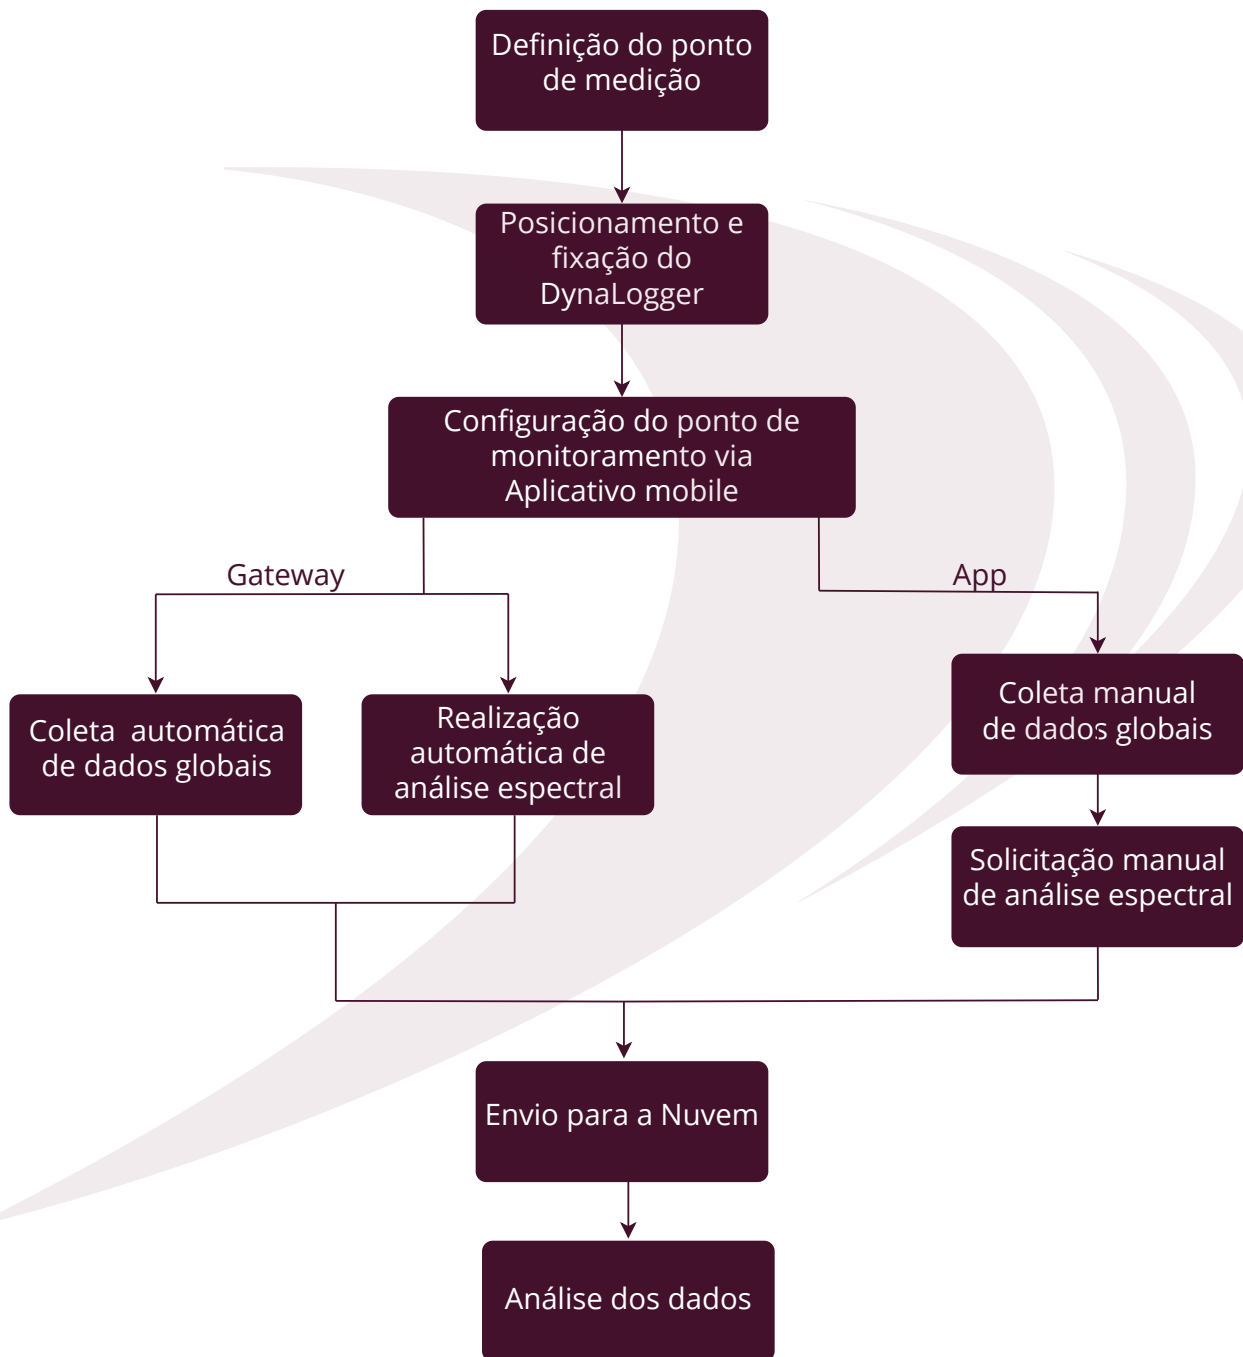 Definição do ponto
de medição
Posicionamento e
fixação do
DynaLogger
Configuração do ponto de
monitoramento via
Aplicativo mobile
Gateway
App
Coleta automática
de dados globais
Realização
automática de
análise espectral
Coleta manual
de dados globais
Solicitação manual
de análise espectral
Envio para a Nuvem
Análise dos dados